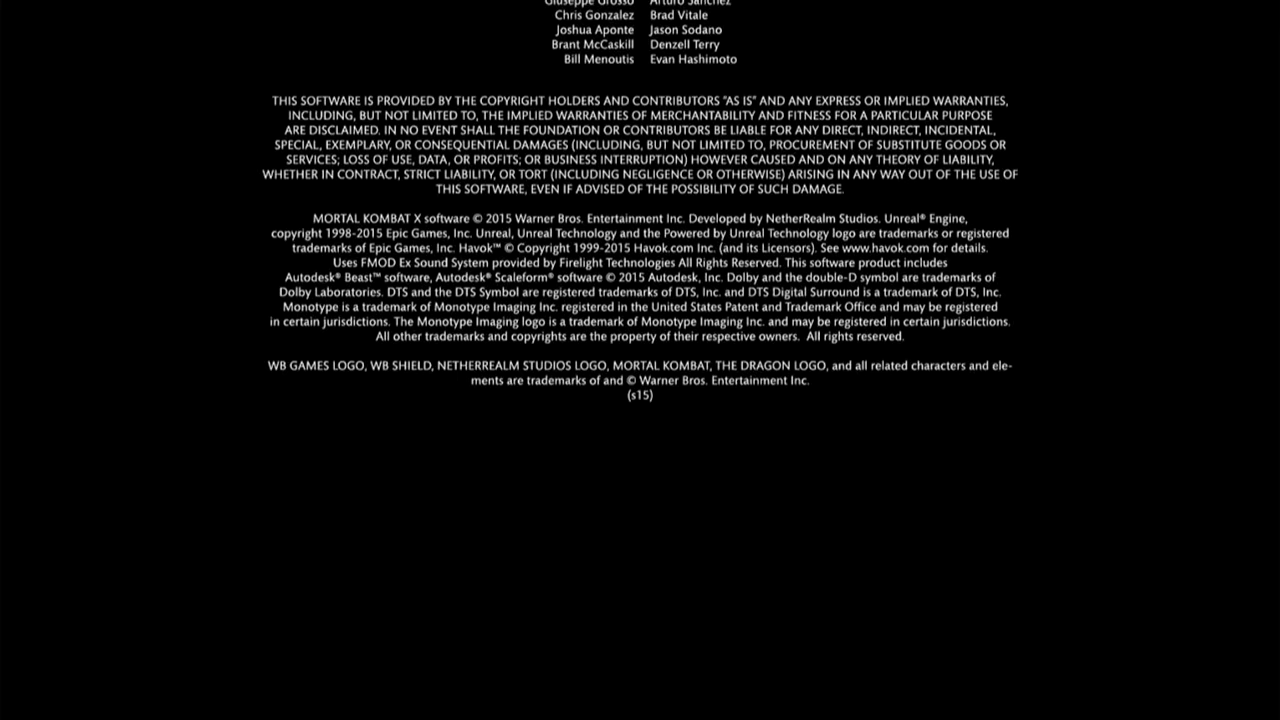 Giuseppe Grosso Arturo Sanchez
Chris Gonzalez Brad Vitale
Joshua Aponte Jason Sodano
Brant McCaskill Denzell Terry
Bill Menoutis Evan Hashimoto
THIS SOFTWARE IS PROVIDED BY THE COPYRIGHT HOLDERS AND CONTRIBUTORS "AS IS" AND ANY EXPRESS OR IMPLIED WARRANTIES,
INCLUDING, BUT NOT LIMITED TO, THE IMPLIED WARRANTIES OF MERCHANTABILITY AND FITNESS FOR A PARTICULAR PURPOSE
ARE DISCLAIMED. IN NO EVENT SHALL THE FOUNDATION OR CONTRIBUTORS BE LIABLE FOR ANY DIRECT, INDIRECT, INCIDENTAL,
SPECIAL, EXEMPLARY, OR CONSEQUENTIAL DAMAGES (INCLUDING, BUT NOT LIMITED TO, PROCUREMENT OF SUBSTITUTE GOODS OR
SERVICES; LOSS OF USE, DATA, OR PROFITS; OR BUSINESS INTERRUPTION) HOWEVER CAUSED AND ON ANY THEORY OF LIABILITY,
WHETHER IN CONTRACT, STRICT LIABILITY, OR TORT (INCLUDING NEGLIGENCE OR OTHERWISE) ARISING IN ANY WAY OUT OF THE USE OF
THIS SOFTWARE, EVEN IF ADVISED OF THE POSSIBILITY OF SUCH DAMAGE.
MORTAL KOMBAT X software © 2015 Warner Bros. Entertainment Inc. Developed by NetherRealm Studios. Unreal® Engine,
copyright 1998-2015 Epic Games, Inc. Unreal, Unreal Technology and the Powered by Unreal Technology logo are trademarks or registered
trademarks of Epic Games, Inc. Havok™ © Copyright 1999-2015 Havok.com Inc. (and its Licensors). See www.havok.com for details.
Uses FMOD Ex Sound System provided by Firelight Technologies All Rights Reserved. This software product includes
Autodesk® Beast™ software, Autodesk® Scaleform® software © 2015 Autodesk, Inc. Dolby and the double-D symbol are trademarks of
Dolby Laboratories. DTS and the DTS Symbol are registered trademarks of DTS, Inc. and DTS Digital Surround is a trademark of DTS, Inc.
Monotype is a trademark of Monotype Imaging Inc. registered in the United States Patent and Trademark Office and may be registered
in certain jurisdictions. The Monotype Imaging logo is a trademark of Monotype Imaging Inc. and may be registered in certain jurisdictions.
All other trademarks and copyrights are the property of their respective owners. All rights reserved.
WB GAMES LOGO, WB SHIELD, NETHERREALM STUDIOS LOGO, MORTAL KOMBAT, THE DRAGON LOGO, and all related characters and ele-
ments are trademarks of and © Warner Bros. Entertainment Inc.
(s15)